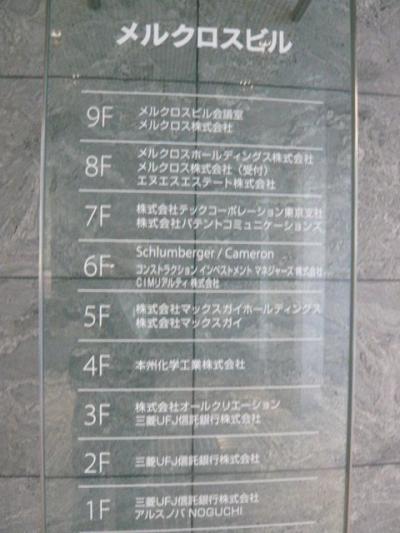 メルクロスビル
9F メルクロスビル会議室
メルクロス株式会社
8F メルクロスホールディングス株式会社
メルクロス株式会社（受付）
エヌエスエステート株式会社
7F 株式会社テックコーポレーション東京支社
株式会社パテントコミュニケーションズ
6F Schlumberger / Cameron
コンストラクション インベストメント マネジャーズ 株式会社
CIMリアルティ 株式会社
5F 株式会社マックスガイホールディングス
株式会社マックスガイ
4F 本州化学工業株式会社
3F 株式会社オールクリエーション
三菱UFJ信託銀行株式会社
2F 三菱UFJ信託銀行株式会社
1F 三菱UFJ信託銀行株式会社
アルスノバ NOGUCHI